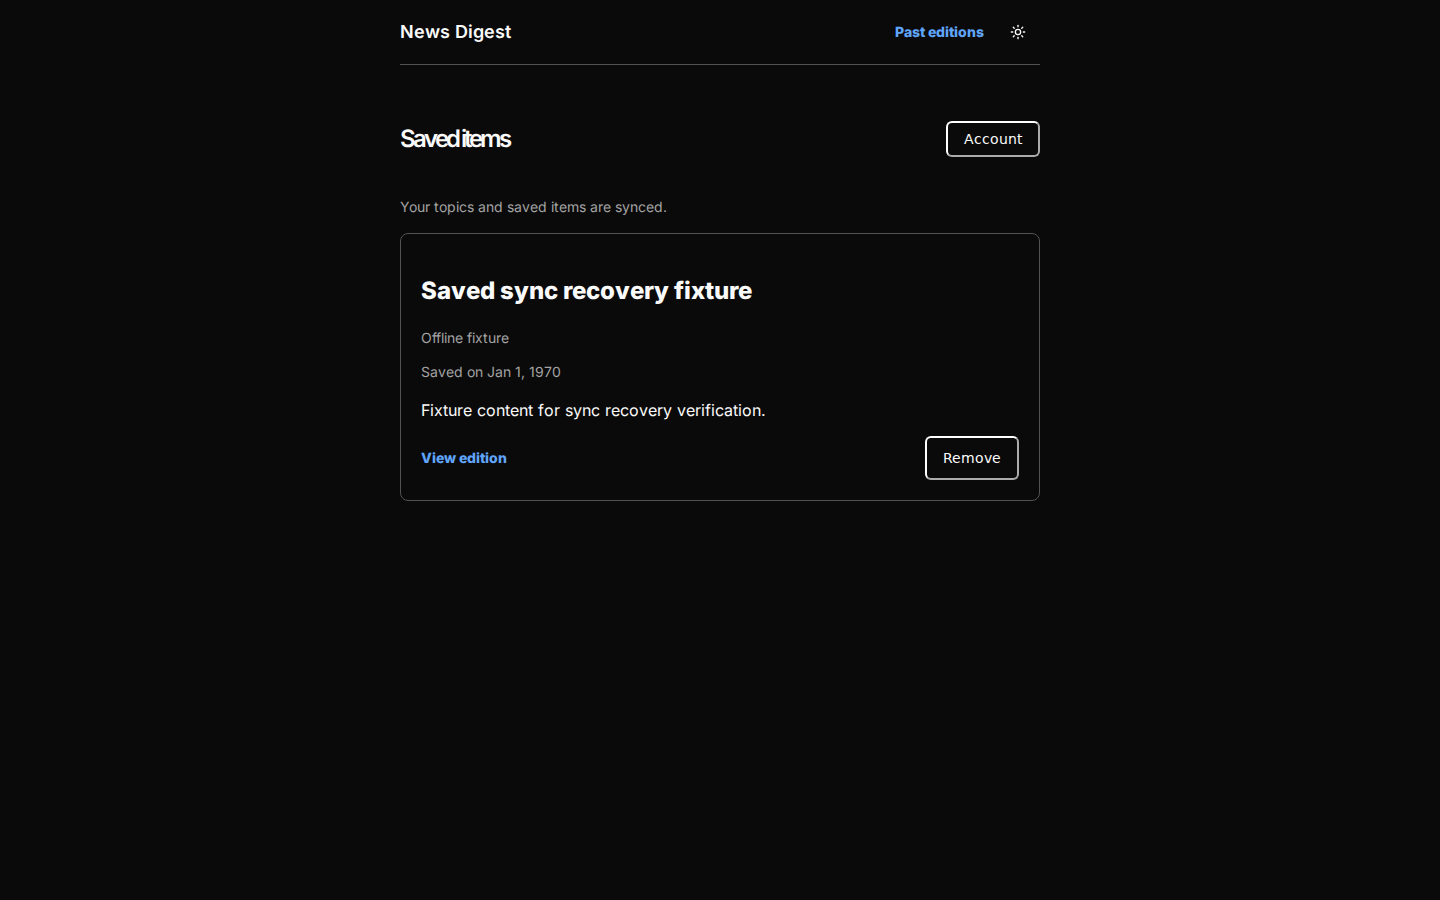 News Digest
Past editions
Saved items
Account
Your topics and saved items are synced.
Saved sync recovery fixture
Offline fixture
Saved on Jan 1, 1970
Fixture content for sync recovery verification.
View edition
Remove